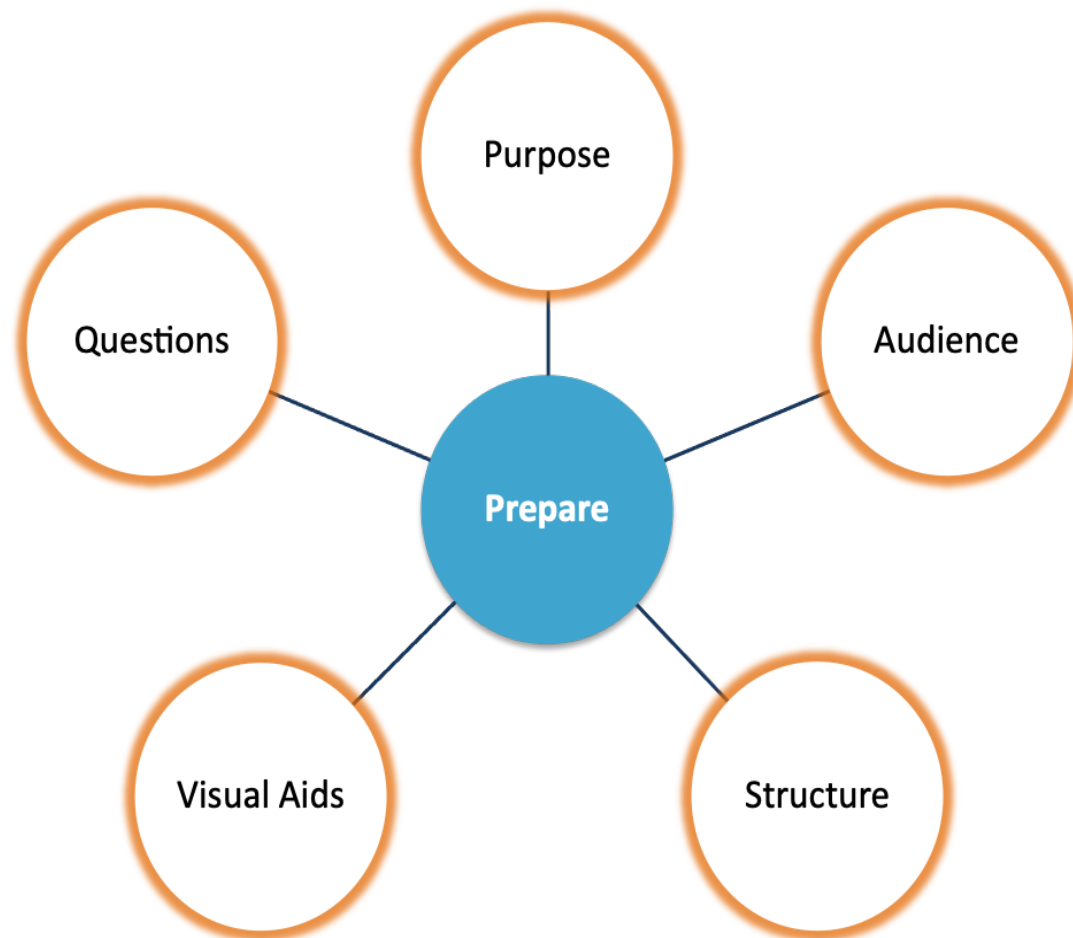 Purpose
Questions
Audience
Prepare
Visual Aids
Structure